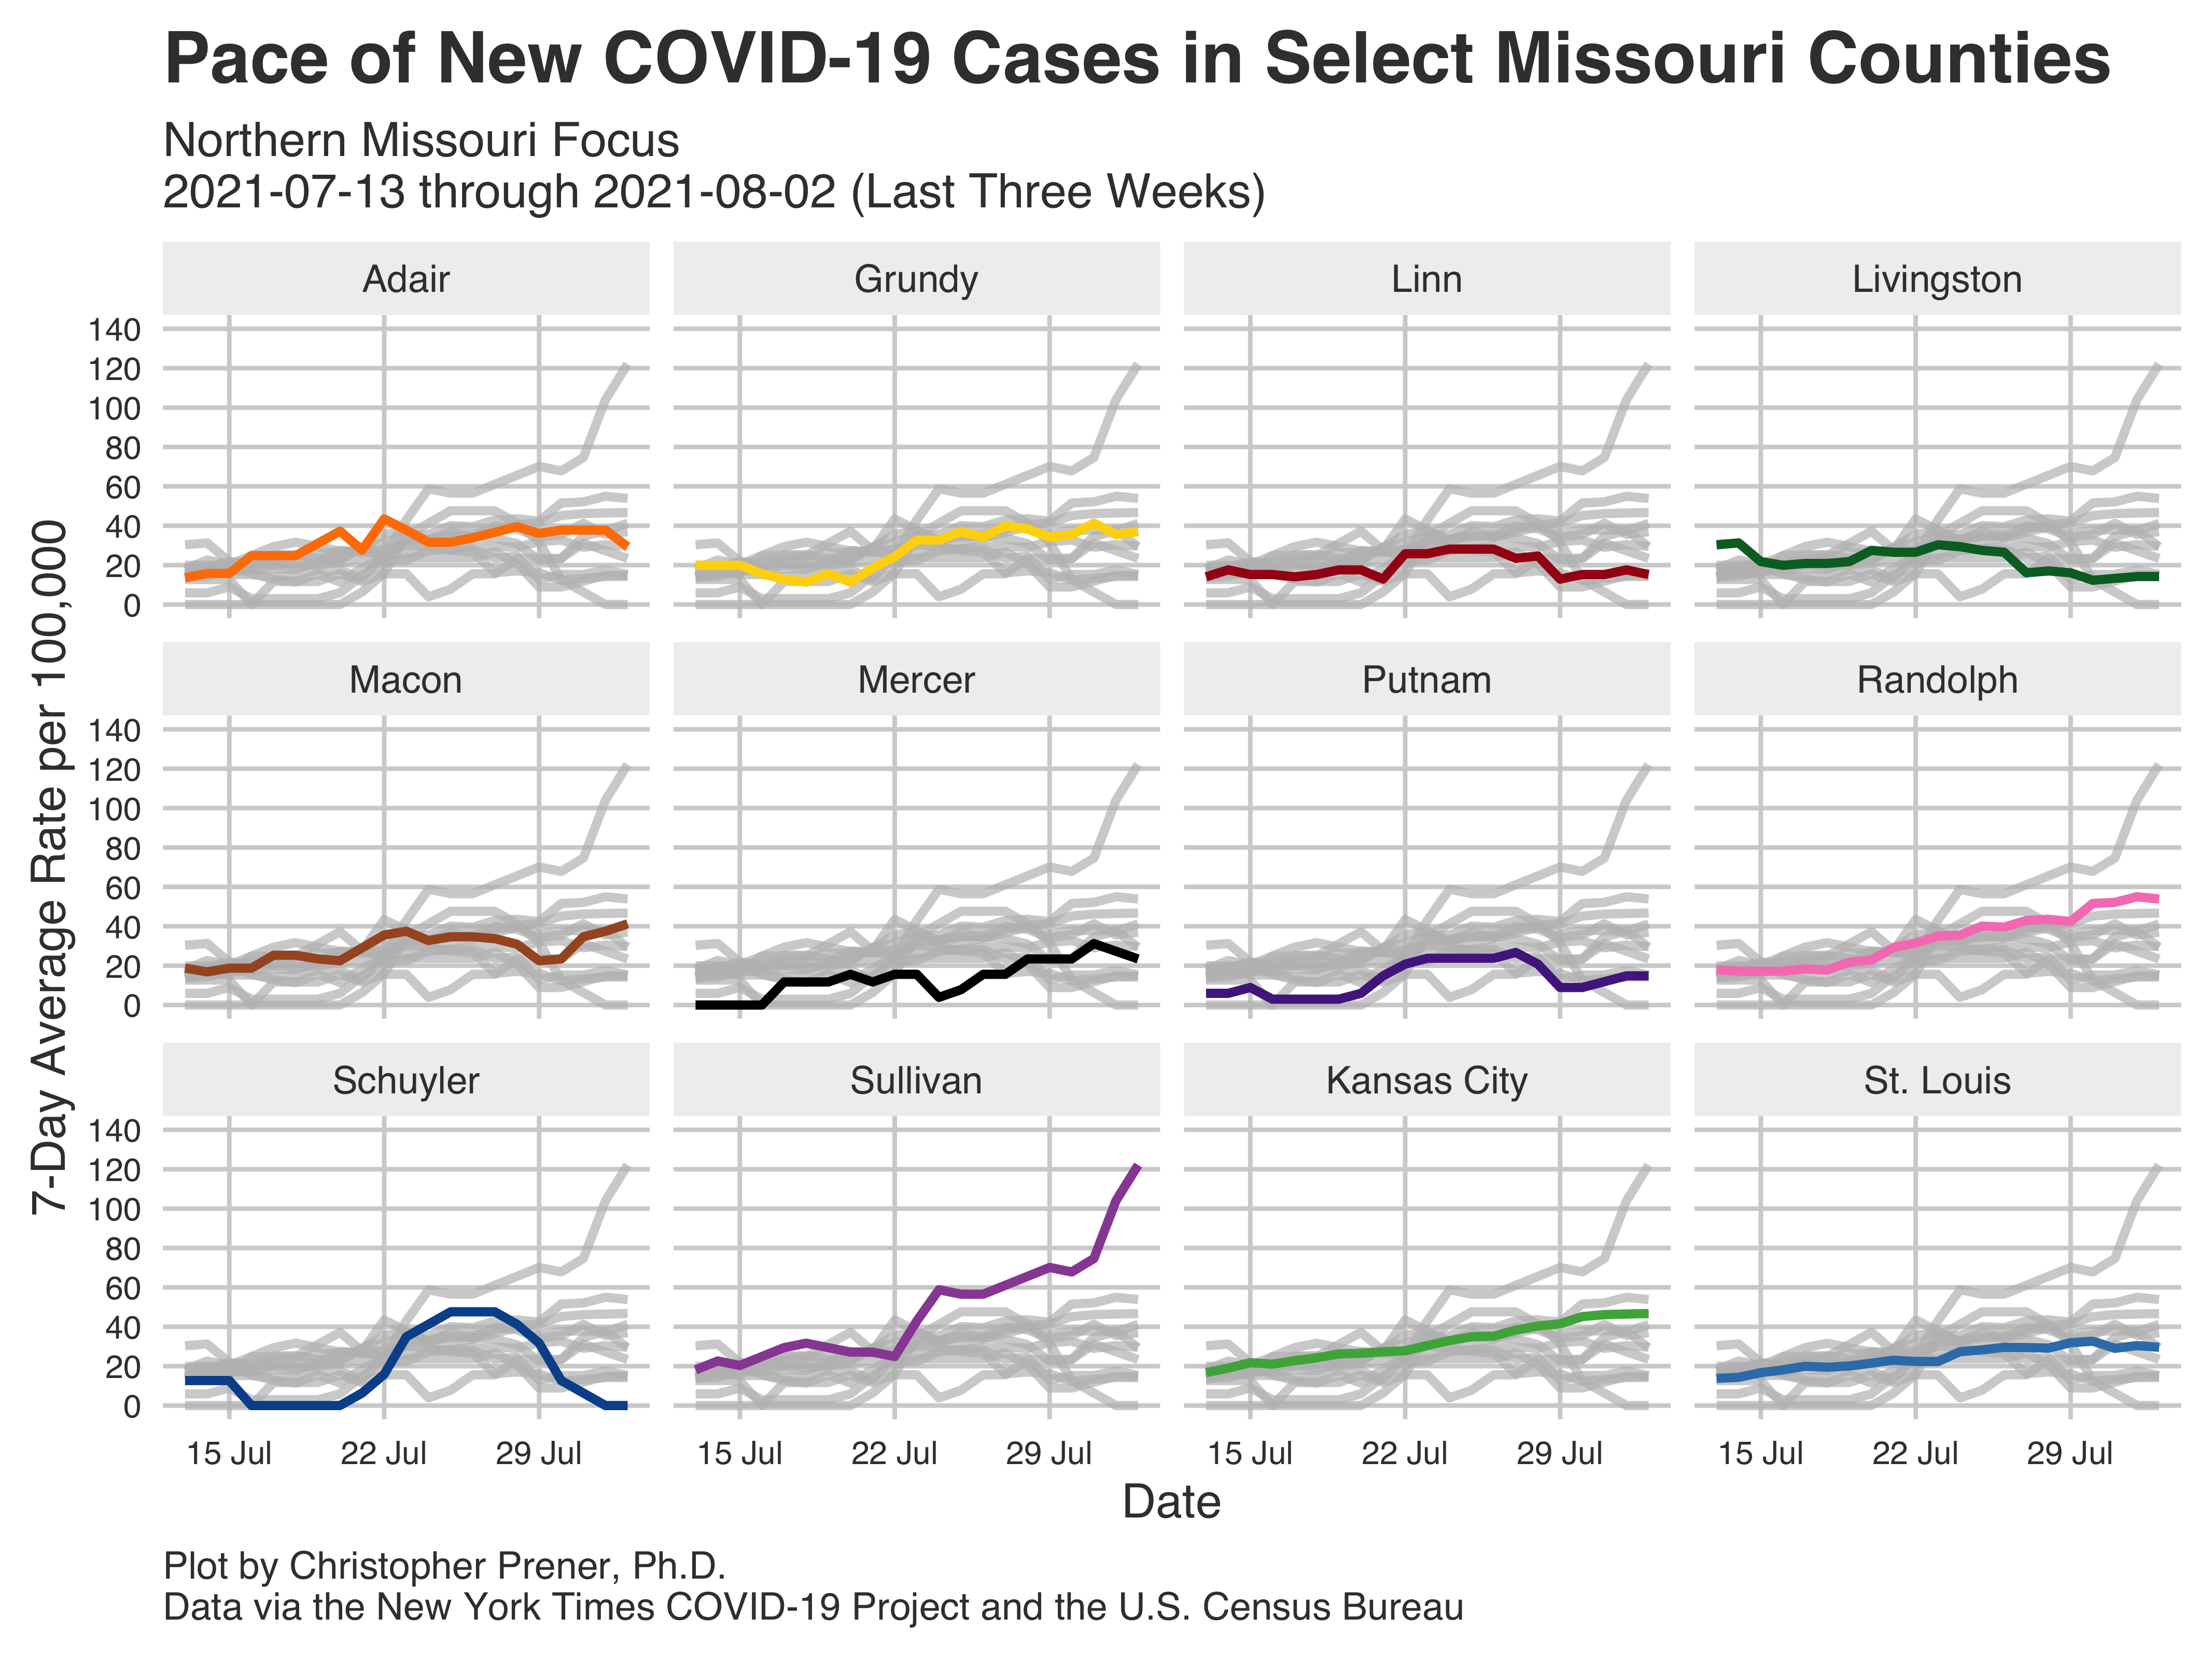 Pace of New COVID-19 Cases in Select Missouri Counties
Northern Missouri Focus
2021-07-13 through 2021-08-02 (Last Three Weeks)
7-Day Average Rate per 100,000
Adair
Grundy
Linn
Livingston
140
120
100
80
60
40
20
0
Macon
Mercer
Putnam
Randolph
140
120
100
80
60
40
20
0
Schuyler
Sullivan
Kansas City
St. Louis
140
120
100
80
60
40
20
0
15 Jul 22 Jul 29 Jul 15 Jul 22 Jul 29 Jul 15 Jul 22 Jul 29 Jul 15 Jul 22 Jul 29 Jul
Date
Plot by Christopher Prener, Ph.D.
Data via the New York Times COVID-19 Project and the U.S. Census Bureau